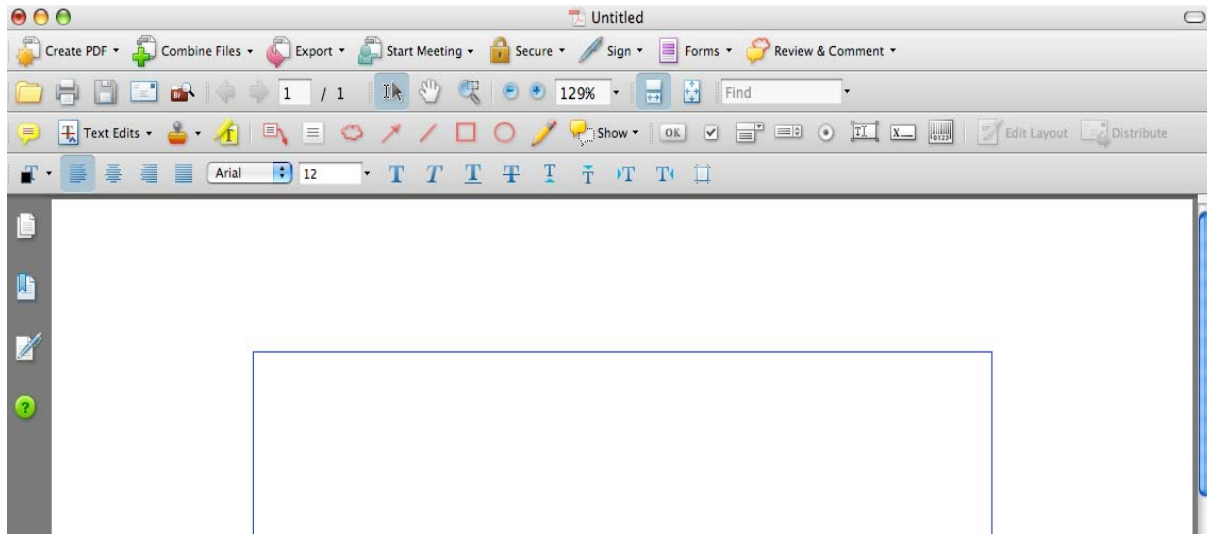 Untitled
Create PDF Combine Files Export Start Meeting Secure Sign Forms Review & Comment
1 / 1 129% Find
Text Edits Show OK Edit Layout Distribute
Arial 12